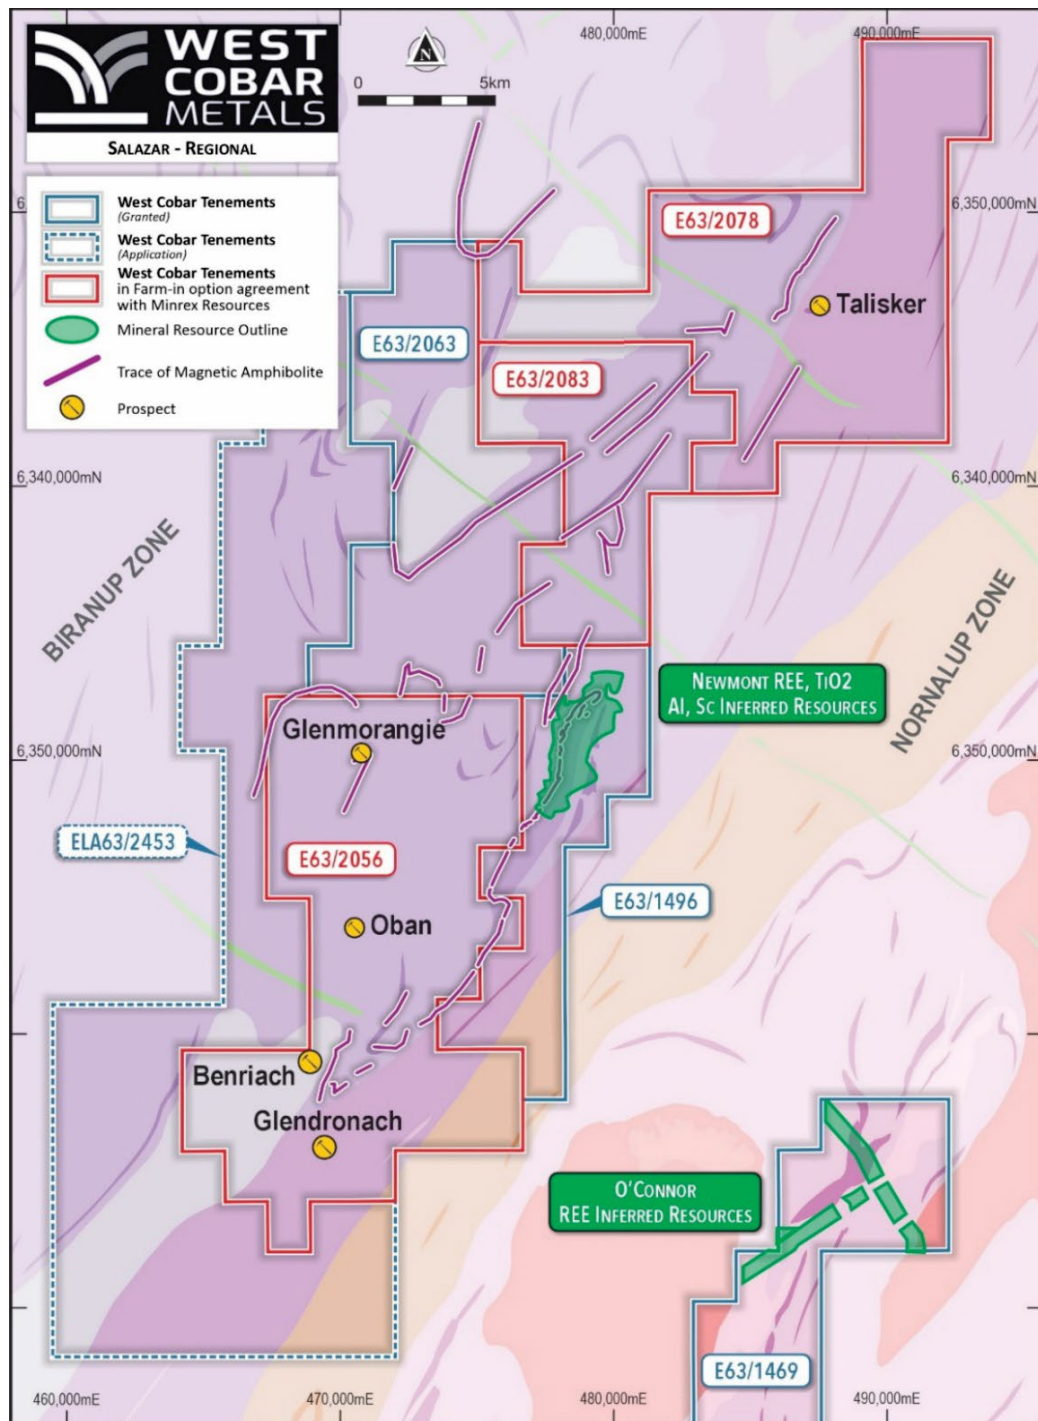 480,000mE
490,000mE
WEST
COBAR
METALS
SALAZAR - REGIONAL
N
0
5km
West Cobar Tenements
(Granted)
West Cobar Tenements
(Application)
West Cobar Tenements
in Farm-in option agreement
with Minrex Resources
Mineral Resource Outline
Trace of Magnetic Amphibolite
Prospect
6,350,000mN
E63/2078
Talisker
E63/2063
E63/2083
6,340,000mN
6,340,000mN
BIRANUP ZONE
NORNALUP ZONE
NEWMONT REE, TIO2
AI, SC INFERRED RESOURCES
Glenmorangie
6,350,000mN
6,350,000mN
ELA63/2453
E63/2056
E63/1496
Oban
Benriach
Glendronach
O'CONNOR
REE INFERRED RESOURCES
E63/1469
460,000mE
470,000mE
480,000mE
490,000mE